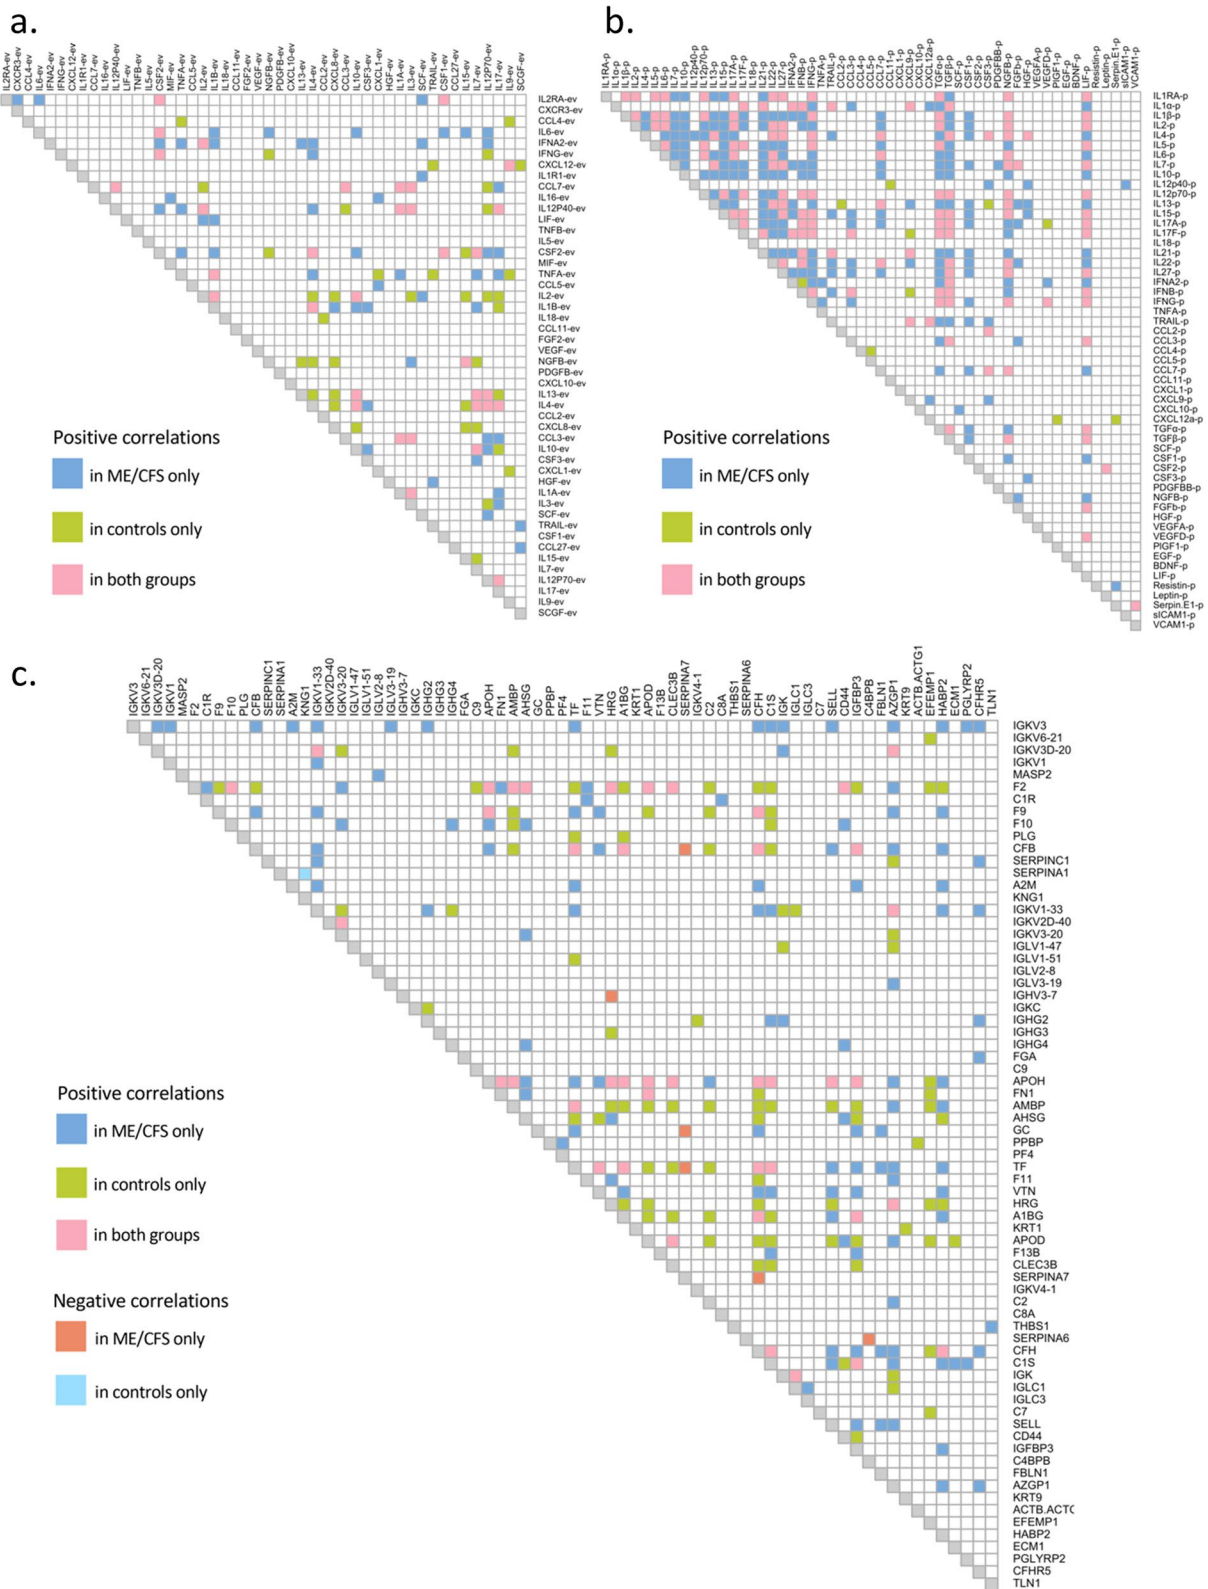 a.
IL2RA-ev
CXCR3-ev
CCL4-ev
IL6-ev
IFNA2-ev
IFNG-ev
CXCL12-ev
IL1R1-ev
CCL7-ev
IL16-ev
IL12P40-ev
LIF-ev
TNFB-ev
IL5-ev
CSF2-ev
MIF-ev
TNFA-ev
CCL5-ev
IL2-ev
IL1B-ev
IL18-ev
CCL11-ev
FGF2-ev
VEGF-ev
NGFB-ev
PDGFB-ev
CXCL10-ev
IL13-ev
IL4-ev
CCL2-ev
CXCL8-ev
CCL3-ev
IL10-ev
CSF3-ev
CXCL1-ev
HGF-ev
IL1A-ev
IL3-ev
SCF-ev
TRAIL-ev
CSF1-ev
CCL27-ev
IL15-ev
IL7-ev
IL12P70-ev
IL17-ev
IL9-ev
SCGF-ev
Positive correlations
in ME/CFS only
in controls only
in both groups
b.
IL1RA-p
IL1α-p
IL1β-p
IL2-p
IL4-p
IL5-p
IL6-p
IL7-p
IL10-p
IL12p40-p
IL12p70-p
IL13-p
IL15-p
IL17A-p
IL17F-p
IL18-p
IL21-p
IL22-p
IL27-p
IFNA2-p
IFNB-p
IFNG-p
TNFA-p
TRAIL-p
CCL2-p
CCL3-p
CCL4-p
CCL5-p
CCL7-p
CCL11-p
CXCL1-p
CXCL9-p
CXCL10-p
CXCL12a-p
TGFα-p
TGFβ-p
SCF-p
CSF1-p
CSF2-p
CSF3-p
PDGFBB-p
NGFB-p
FGFb-p
HGF-p
VEGFA-p
VEGFD-p
PlGF1-p
EGF-p
BDNF-p
LIF-p
Resistin-p
Leptin-p
Serpin.E1-p
sICAM1-p
VCAM1-p
Positive correlations
in ME/CFS only
in controls only
in both groups
c.
IGKV3
IGKV6-21
IGKV3D-20
IGKV1
MASP2
F2
C1R
F9
F10
PLG
CFB
SERPINC1
SERPINA1
A2M
KNG1
IGKV1-33
IGKV2D-40
IGKV3-20
IGLV1-47
IGLV1-51
IGLV2-8
IGLV3-19
IGHV3-7
IGKC
IGHG2
IGHG3
IGHG4
FGA
C9
APOH
FN1
AMBP
AHSG
GC
PPBP
PF4
TF
F11
VTN
HRG
A1BG
KRT1
APOD
F13B
CLEC3B
SERPINA7
IGKV4-1
C2
C8A
THBS1
SERPINA6
CFH
C1S
IGK
IGLC1
IGLC3
C7
SELL
CD44
IGFBP3
C4BPB
FBLN1
AZGP1
KRT9
ACTB.ACTG
EFEMP1
HABP2
ECM1
PGLYRP2
CFHR5
TLN1
Positive correlations
in ME/CFS only
in controls only
in both groups
Negative correlations
in ME/CFS only
in controls only